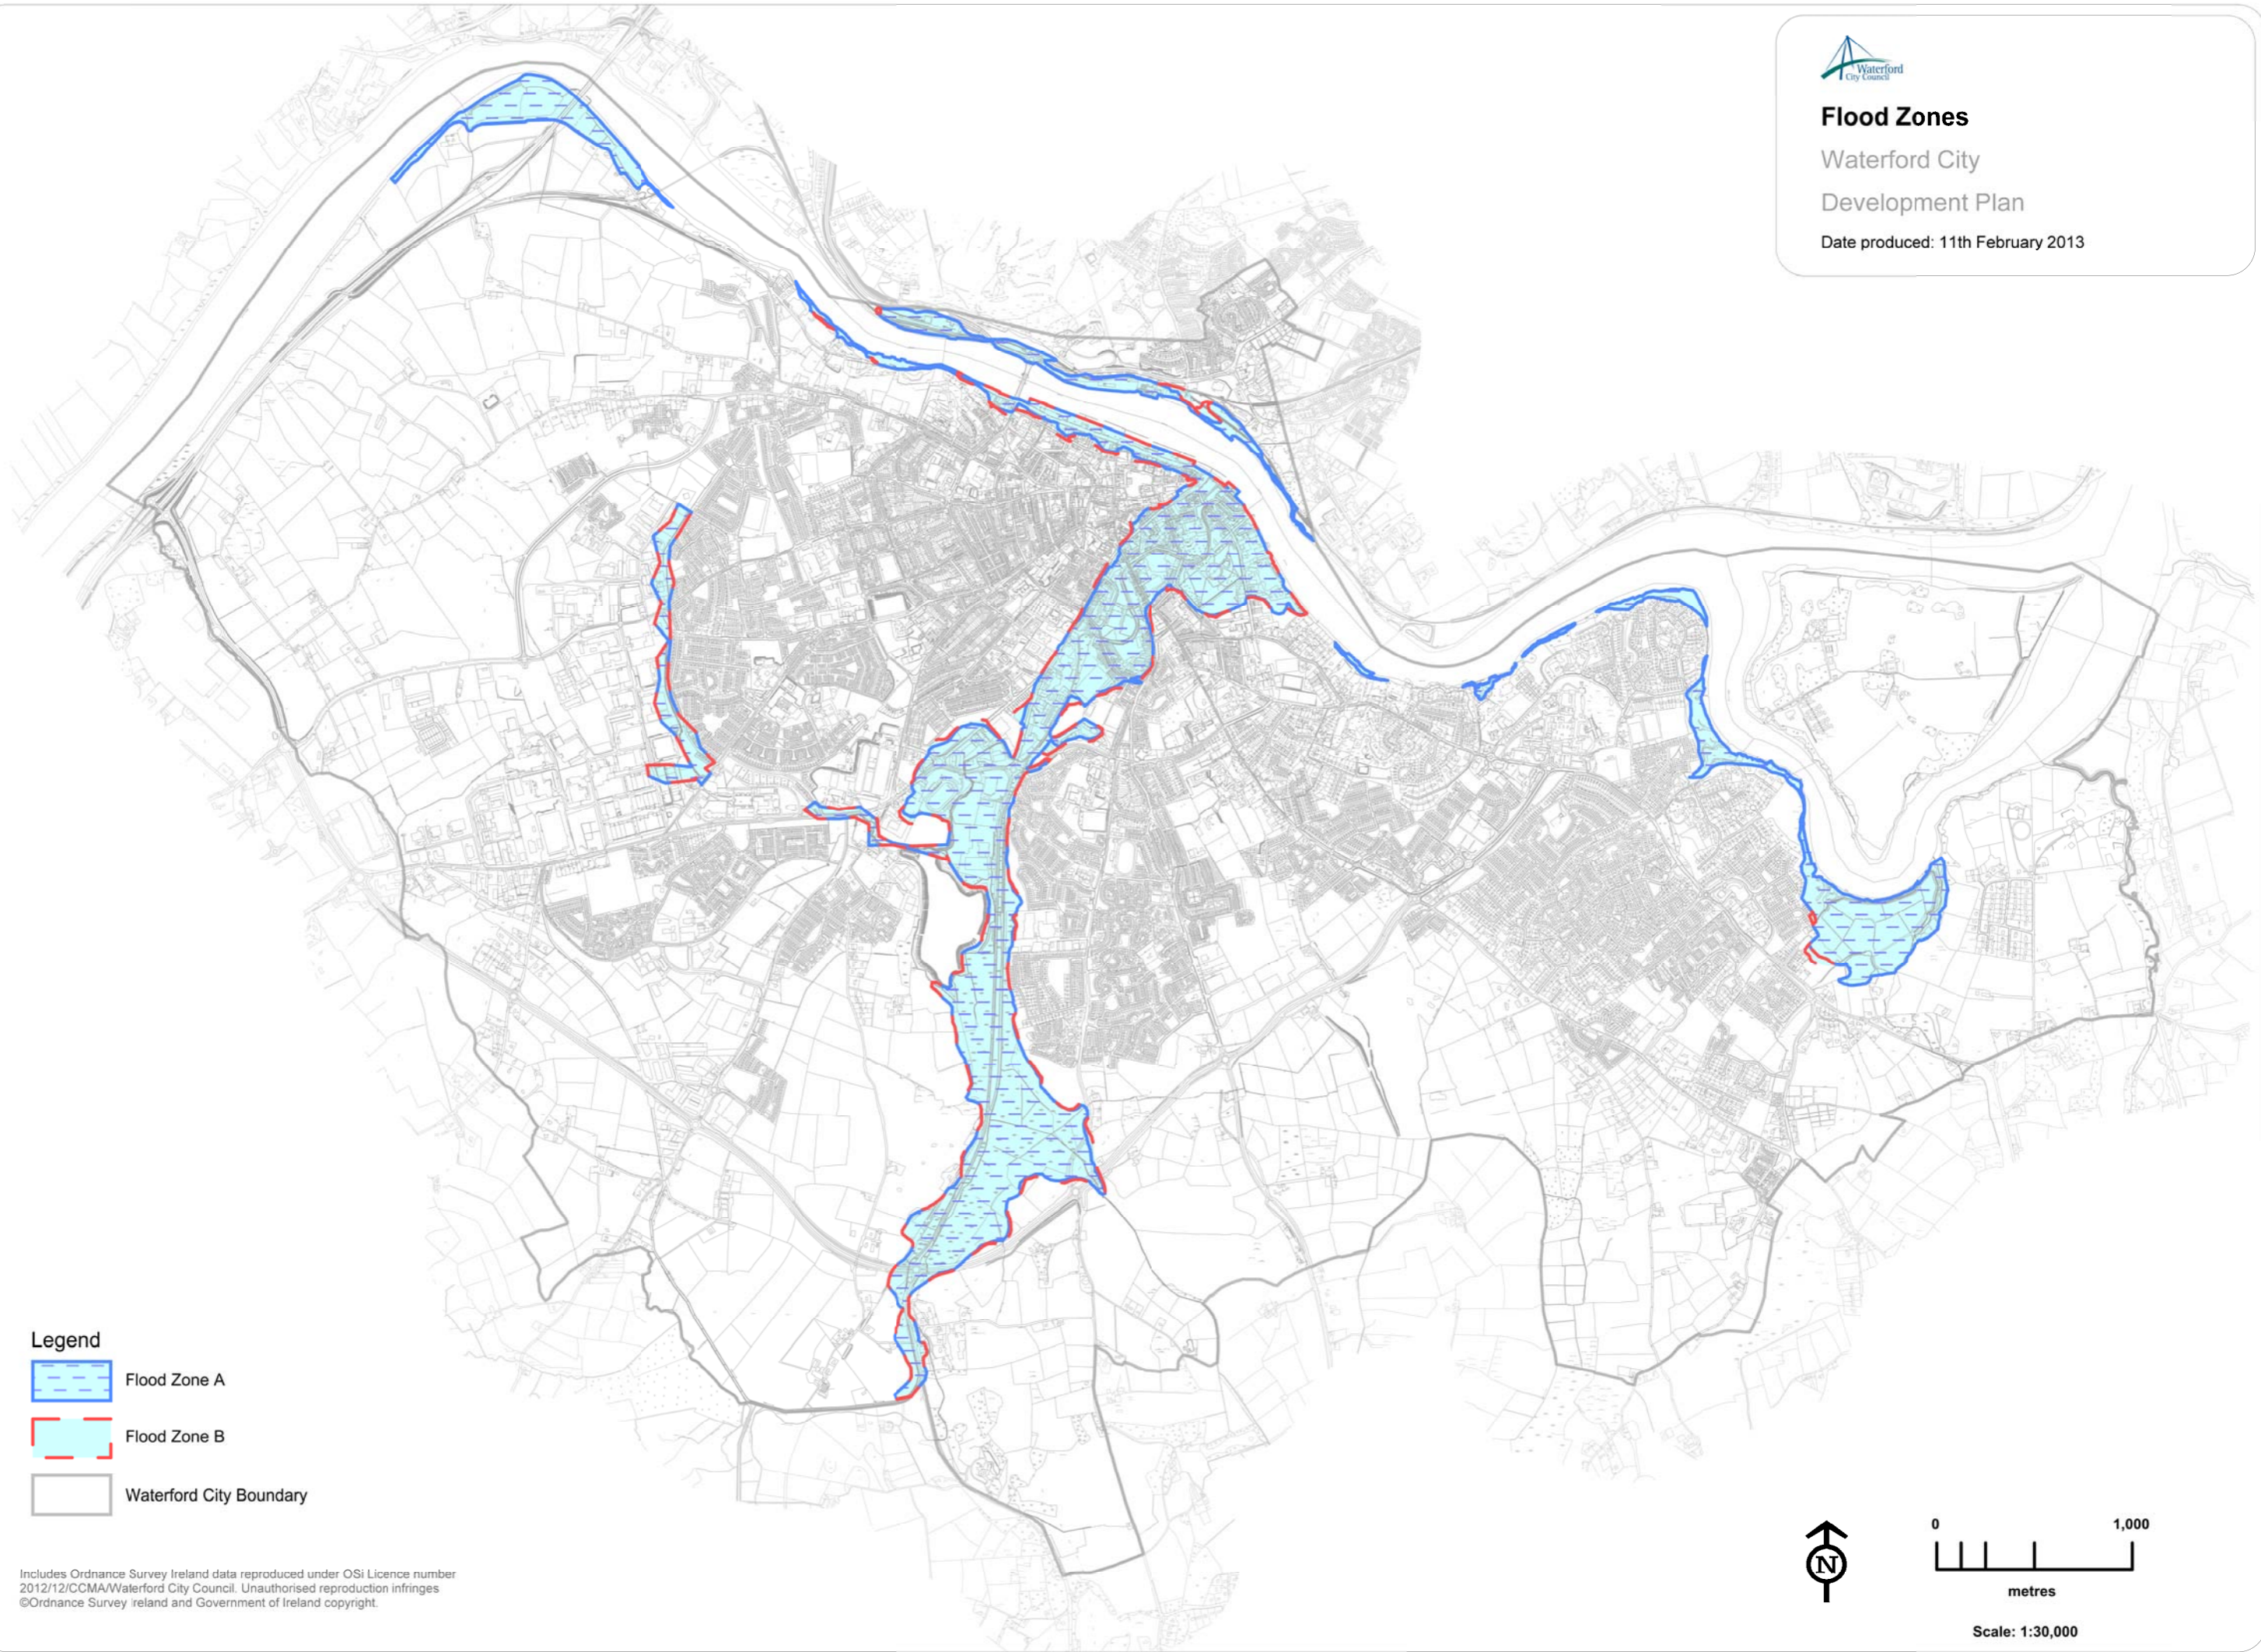 Waterford
City Council
Flood Zones
Waterford City
Development Plan
Date produced: 11th February 2013
Legend
Flood Zone A
Flood Zone B
Waterford City Boundary
Includes Ordnance Survey Ireland data reproduced under OSi Licence number
2012/12/CCMA/Waterford City Council. Unauthorised reproduction infringes
©Ordnance Survey Ireland and Government of Ireland copyright.
N
0 1,000
metres
Scale: 1:30,000